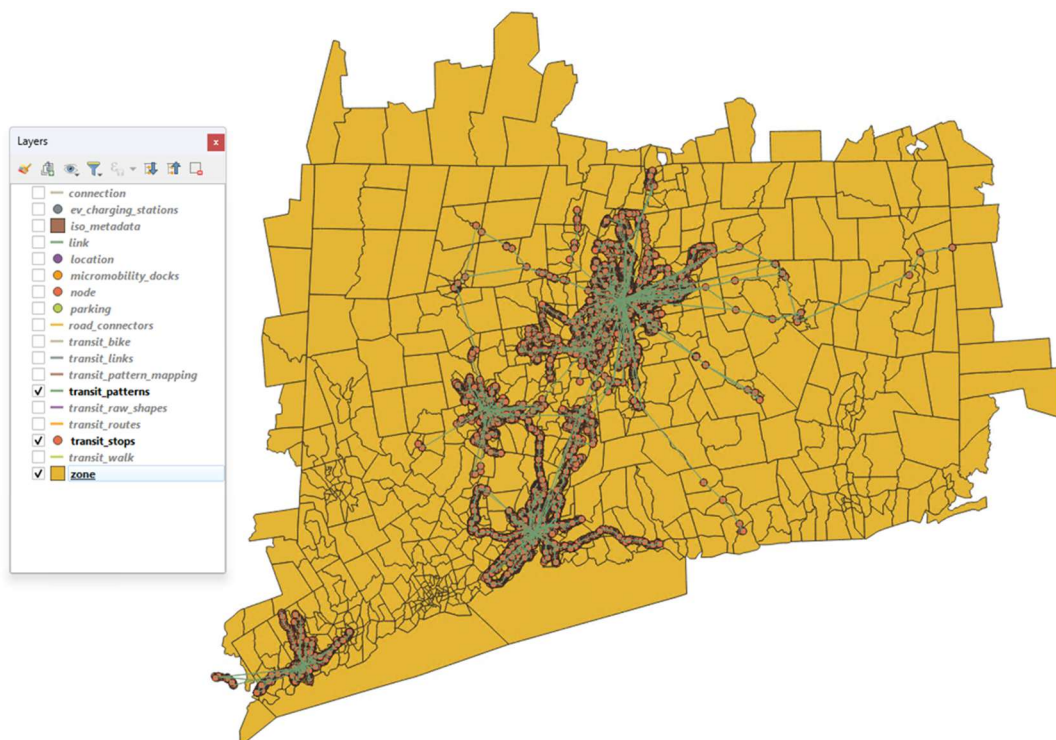 Layers
connection
ev_charging_stations
iso_metadata
link
location
micromobility_docks
node
parking
road_connectors
transit_bike
transit_links
transit_pattern_mapping
transit_patterns
transit_raw_shapes
transit_routes
transit_stops
transit_walk
zone